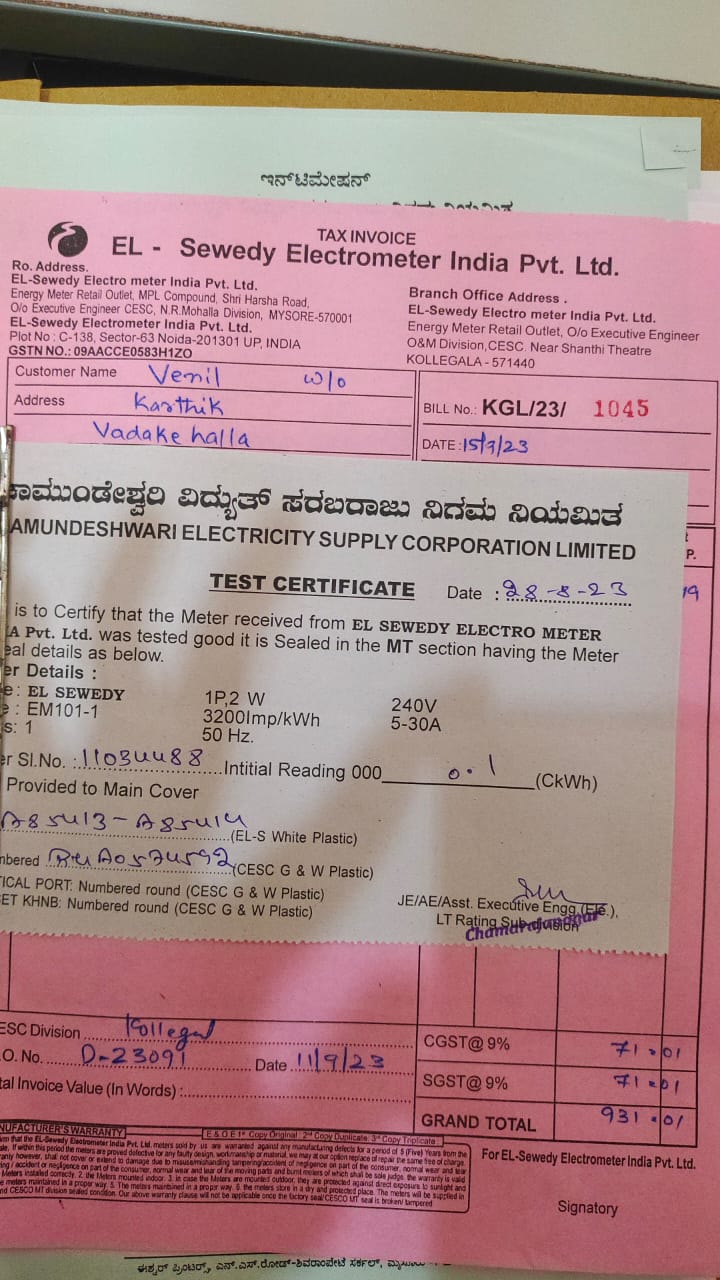 ಇನ್‌ಟಿಮೇಷನ್
TAX INVOICE
EL - Sewedy Electrometer India Pvt. Ltd.
Ro. Address.
EL-Sewedy Electro meter India Pvt. Ltd.
Energy Meter Retail Outlet, MPL Compound, Shri Harsha Road,
O/o Executive Engineer CESC, N.R.Mohalla Division, MYSORE-570001
EL-Sewedy Electrometer India Pvt. Ltd.
Plot No : C-138, Sector-63 Noida-201301 UP, INDIA
GSTN NO.: 09AACCE0583H1ZO
Branch Office Address .
EL-Sewedy Electro meter India Pvt. Ltd.
Energy Meter Retail Outlet, O/o Executive Engineer
O&M Division,CESC. Near Shanthi Theatre
KOLLEGALA - 571440
Customer Name Venil w/o
Address Karthik
Vadakehalla
BILL No.: KGL/23/ 1045
DATE : 15/9/23
P.
19
ಚಾಮುಂಡೇಶ್ವರಿ ವಿದ್ಯುತ್ ಸರಬರಾಜು ನಿಗಮ ನಿಯಮಿತ
AMUNDESHWARI ELECTRICITY SUPPLY CORPORATION LIMITED
TEST CERTIFICATE Date : 28-8-23
is to Certify that the Meter received from EL SEWEDY ELECTRO METER
A Pvt. Ltd. was tested good it is Sealed in the MT section having the Meter
eal details as below.
er Details :
e : EL SEWEDY 1P,2 W 240V
e : EM101-1 3200Imp/kWh 5-30A
s: 1 50 Hz.
er Sl.No. : 11034488 Intitial Reading 000 0.1 (CkWh)
Provided to Main Cover
A85413-A85414 (EL-S White Plastic)
mbered (CESC G & W Plastic)
ICAL PORT: Numbered round (CESC G & W Plastic)
ET KHNB: Numbered round (CESC G & W Plastic)
JE/AE/Asst. Executive Engg.(Ele.),
LT Rating Sub-division
Chamarajanagar
ESC Division Kollegal
.O. No. D-23091 Date 11/9/23
tal Invoice Value (In Words) :
CGST@ 9% 71.01
SGST@ 9% 71.01
GRAND TOTAL 931.01
E & O E 1st Copy Original : 2nd Copy Duplicate: 3rd Copy Triplicate :
NUFACTURER'S WARRANTY
For EL-Sewedy Electrometer India Pvt. Ltd.
Signatory